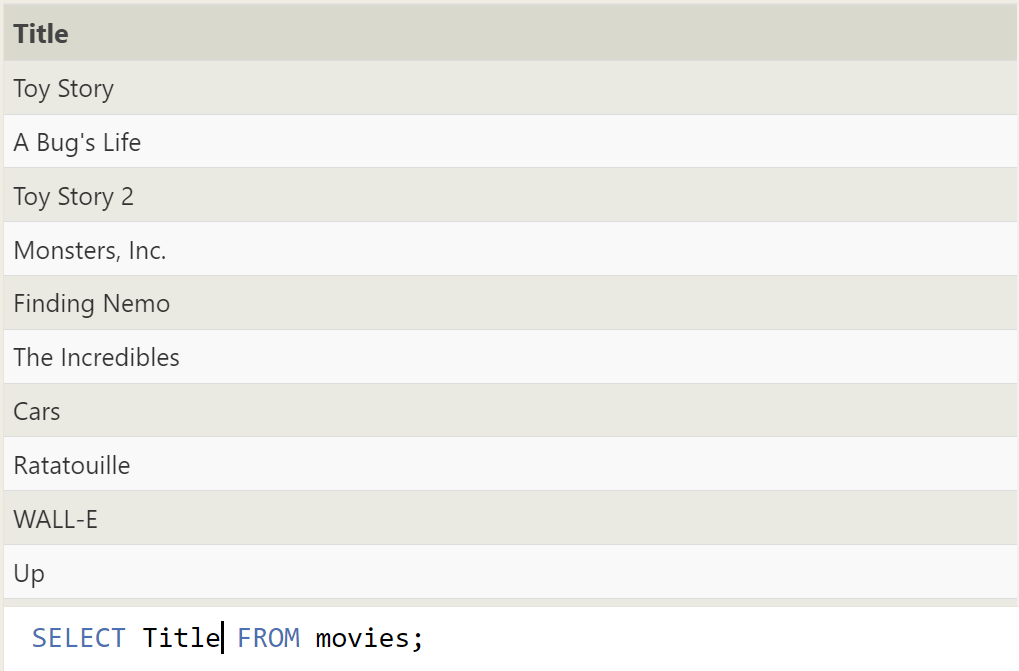 Title
Toy Story
A Bug's Life
Toy Story 2
Monsters, Inc.
Finding Nemo
The Incredibles
Cars
Ratatouille
WALL-E
Up
SELECT Title FROM movies;